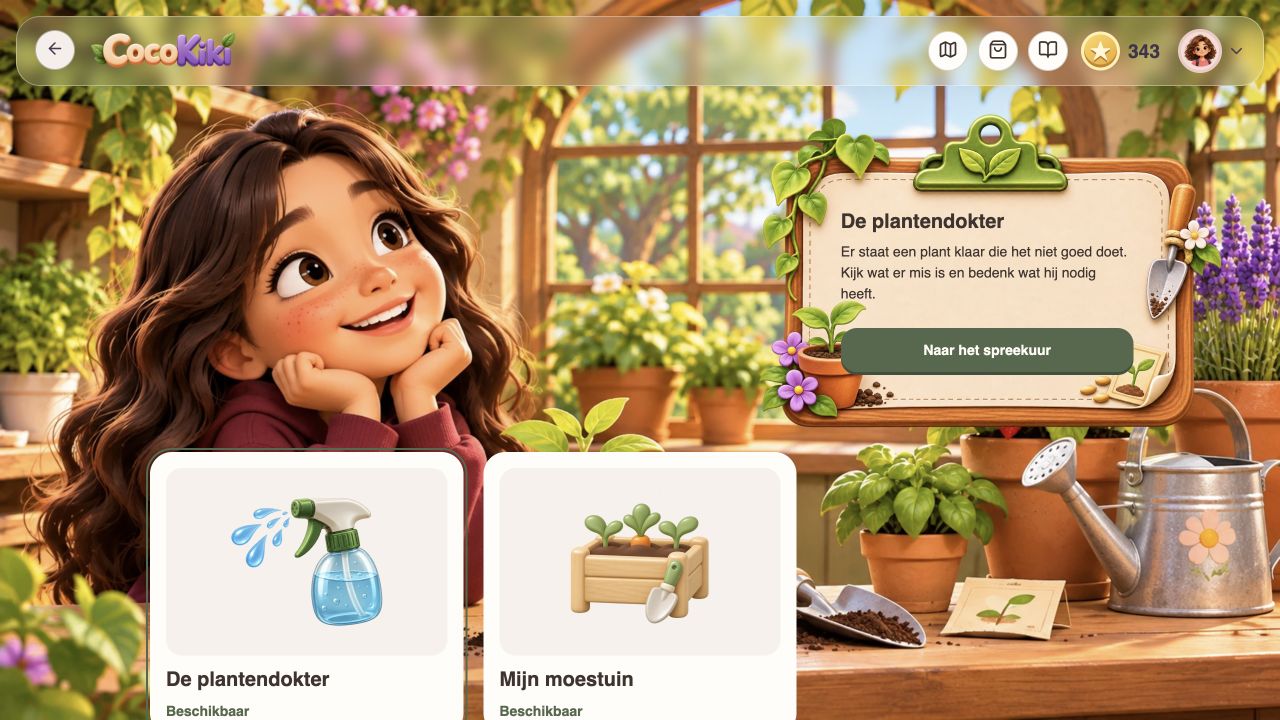 CocoKiki
343
De plantendokter
Er staat een plant klaar die het niet goed doet.
Kijk wat er mis is en bedenk wat hij nodig
heeft.
Naar het spreekuur
De plantendokter
Beschikbaar
Mijn moestuin
Beschikbaar